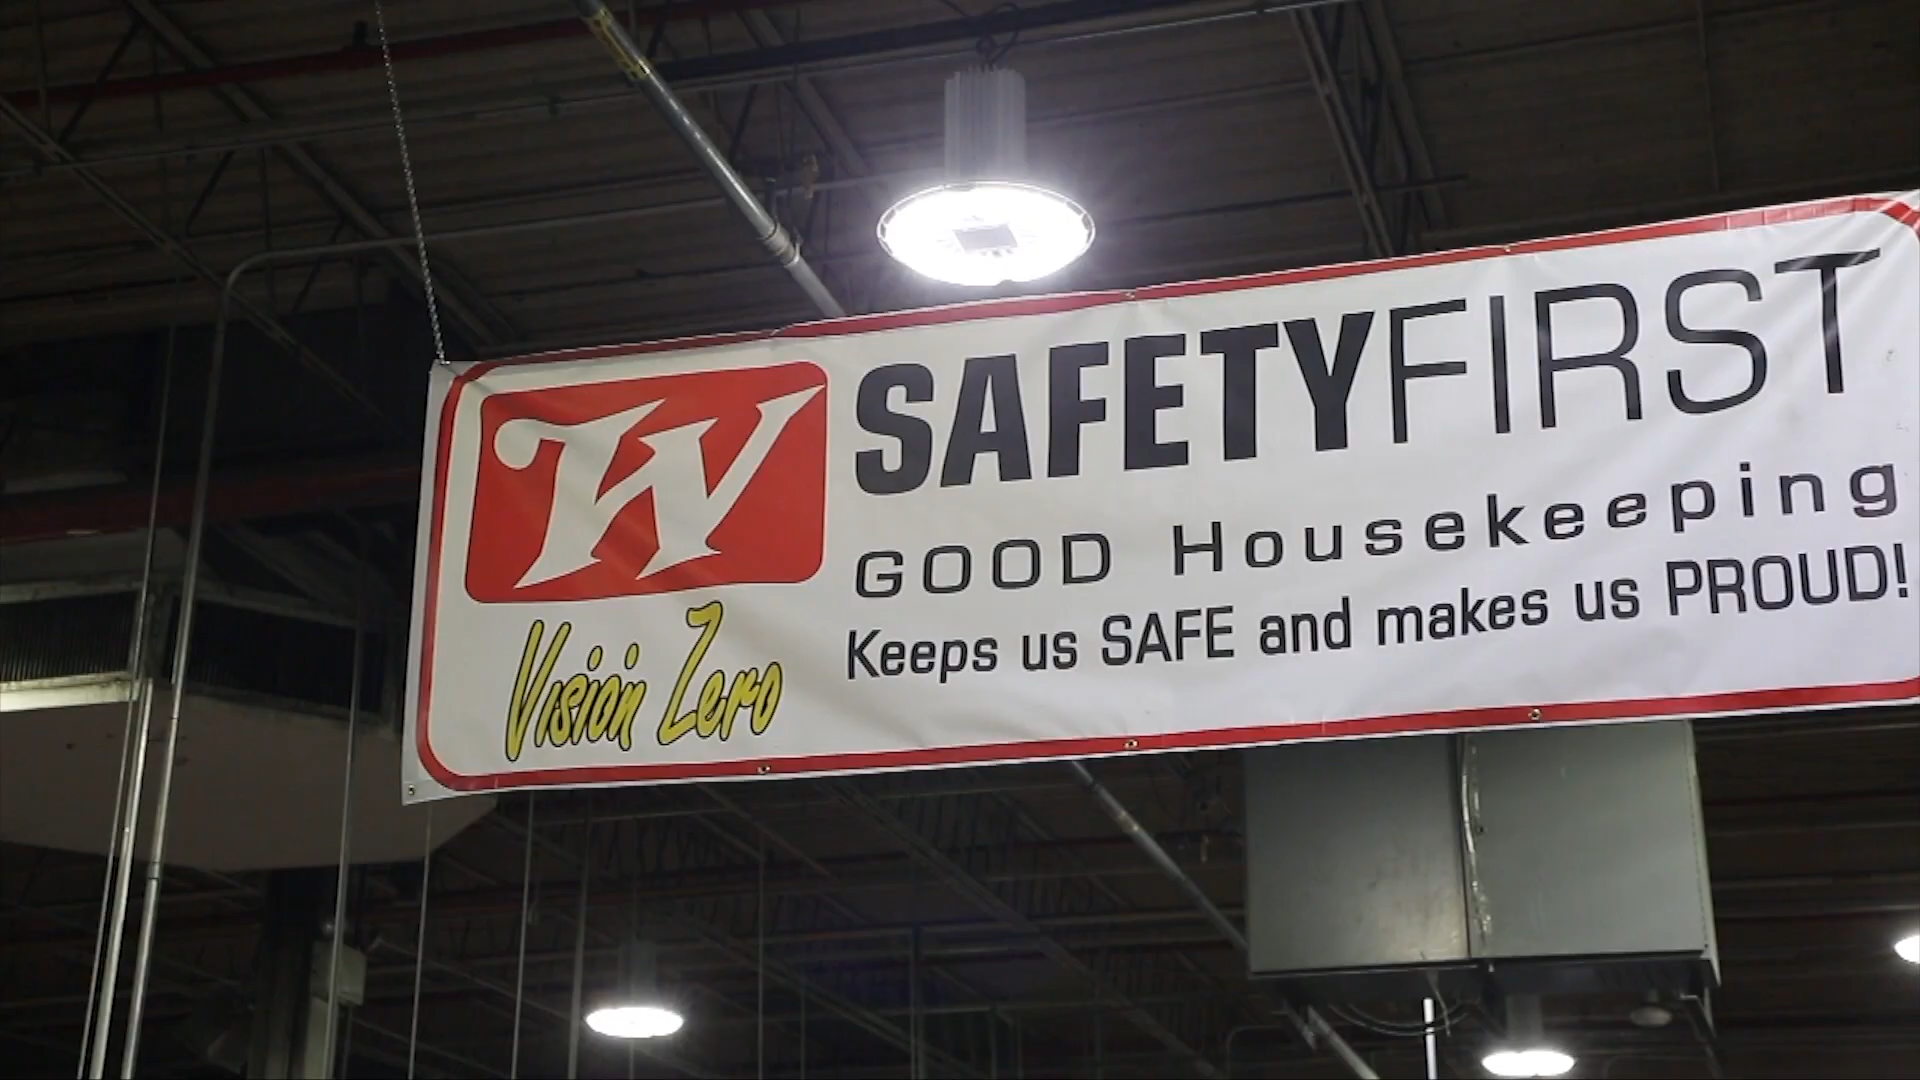 W
SAFETYFIRST
GOOD Housekeeping
Keeps us SAFE and makes us PROUD!
Vision Zero